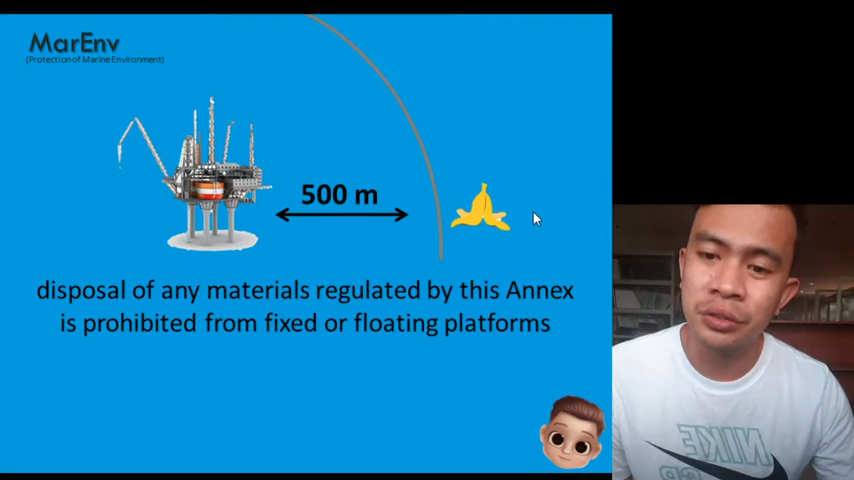 MarEnv
(Protection of Marine Environment)
500 m
disposal of any materials regulated by this Annex
is prohibited from fixed or floating platforms
NIKE